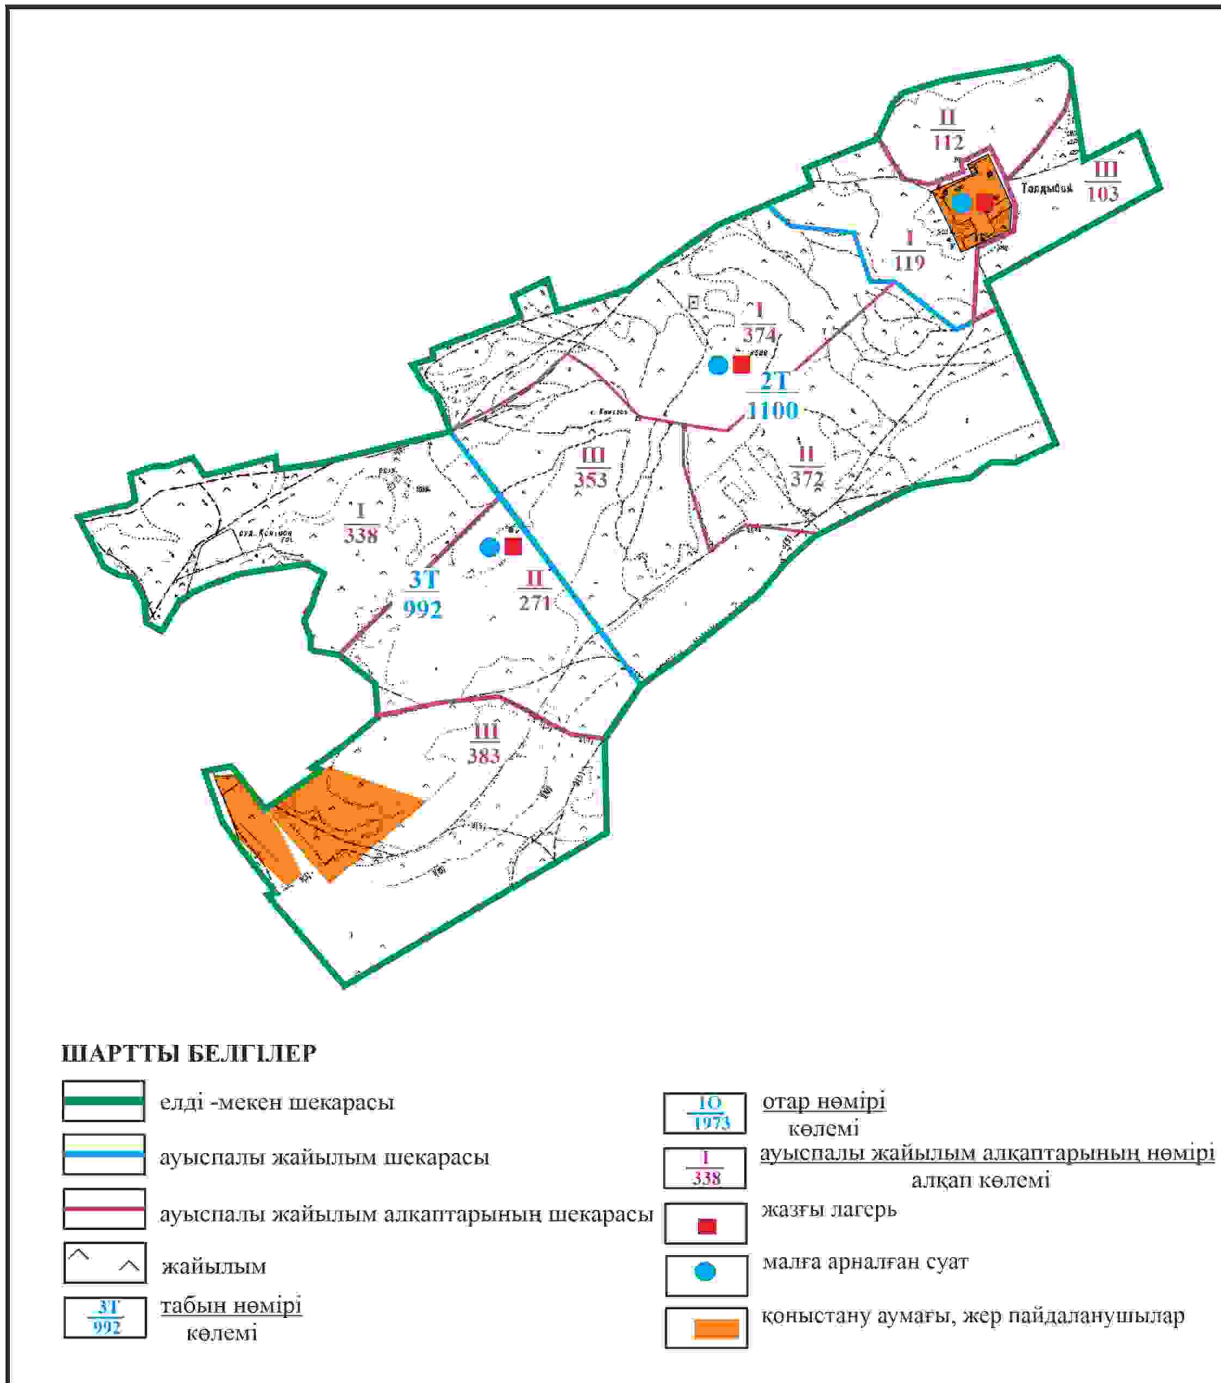 II
112
III
103
Талдыбай
I
119
I
374
2Т
1100
III
353
II
372
I
338
3Т
992
II
271
III
383
ШАРТТЫ БЕЛГІЛЕР
елді -мекен шекарасы
ауыспалы жайылым шекарасы
ауыспалы жайылым алқаптарының шекарасы
жайылым
3Т
992
табын нөмірі
көлемі
1О
1973
отар нөмірі
көлемі
I
338
ауыспалы жайылым алқаптарының нөмірі
алқап көлемі
жазғы лагерь
малға арналған суат
қоныстану аумағы, жер пайдаланушылар